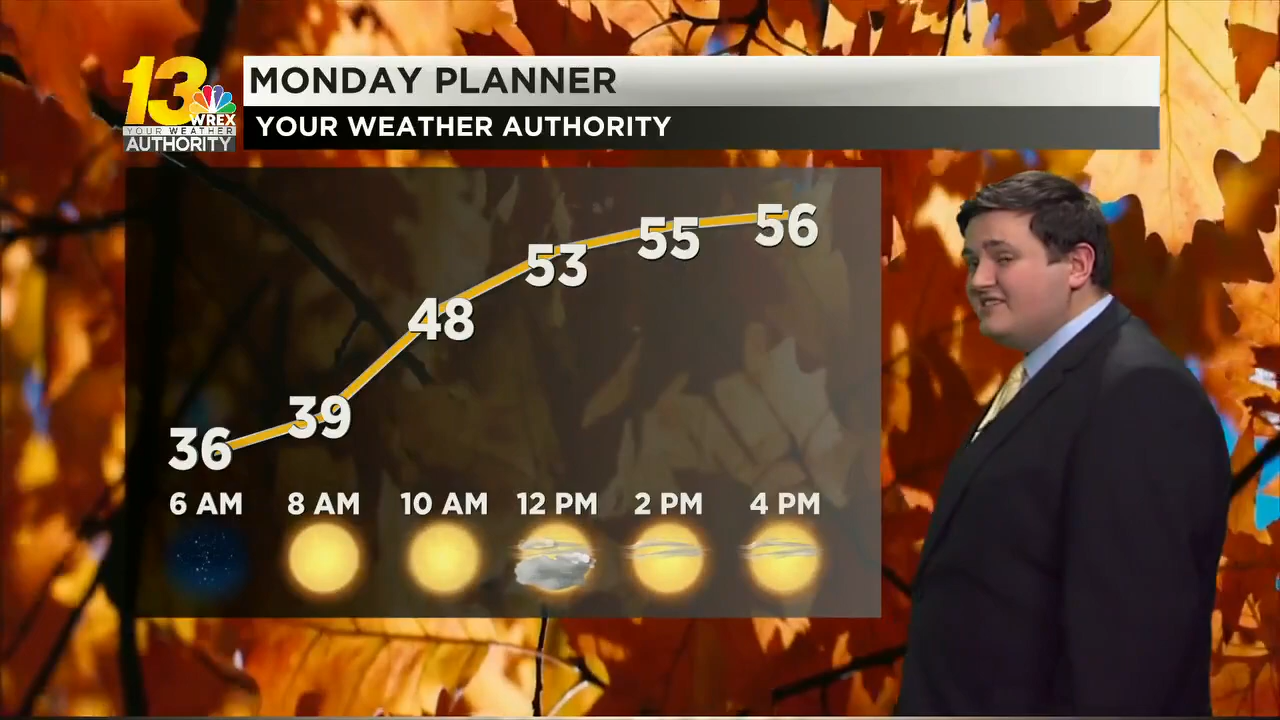 13
WREX
YOUR WEATHER
AUTHORITY
MONDAY PLANNER
YOUR WEATHER AUTHORITY
36 39 48 53 55 56
6 AM 8 AM 10 AM 12 PM 2 PM 4 PM